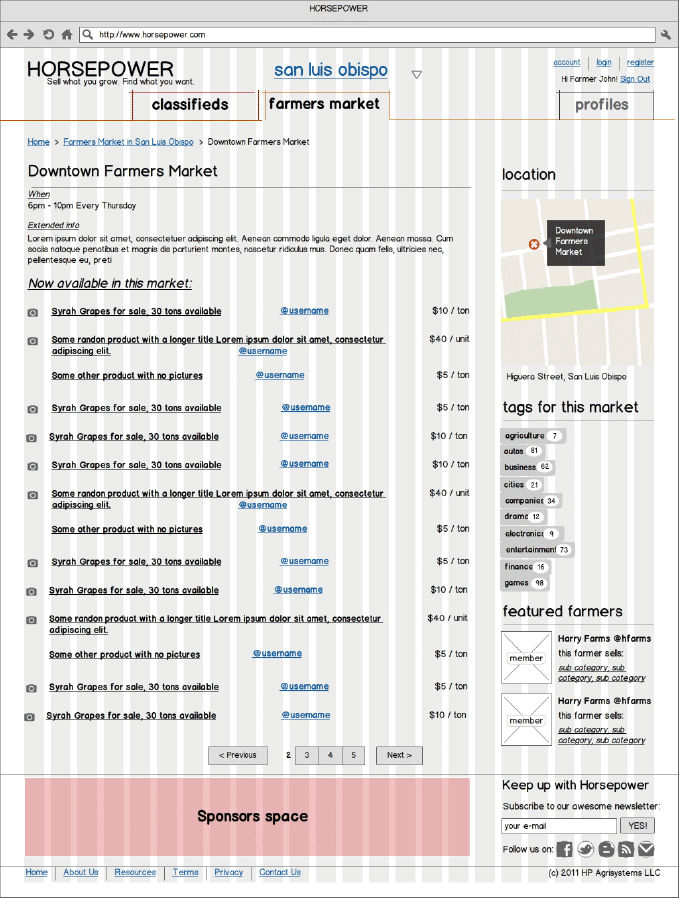 HORSEPOWER
http://www.horsepower.com
HORSEPOWER
Sell what you grow. Find what you want.
san luis obispo
account login register
Hi Farmer John! Sign Out
classifieds
farmers market
profiles
Home > Farmers Market in San Luis Obispo > Downtown Farmers Market
Downtown Farmers Market
When
6pm - 10pm Every Thursday
Extended info
Lorem ipsum dolor sit amet, consectetuer adipiscing elit. Aenean commodo ligula eget dolor. Aenean massa. Cum
sociis natoque penatibus et magnis dis parturient montes, nascetur ridiculus mus. Donec quam felis, ultricies nec,
pellentesque eu, preti
Now available in this market:
Syrah Grapes for sale, 30 tons available @username $10 / ton
Some randon product with a longer title Lorem ipsum dolor sit amet, consectetur $40 / unit
adipiscing elit. @username
Some other product with no pictures @username $5 / ton
Syrah Grapes for sale, 30 tons available @username $5 / ton
Syrah Grapes for sale, 30 tons available @username $10 / ton
Syrah Grapes for sale, 30 tons available @username $10 / ton
Some randon product with a longer title Lorem ipsum dolor sit amet, consectetur $40 / unit
adipiscing elit. @username
Some other product with no pictures @username $5 / ton
Syrah Grapes for sale, 30 tons available @username $5 / ton
Syrah Grapes for sale, 30 tons available @username $10 / ton
Some randon product with a longer title Lorem ipsum dolor sit amet, consectetur $40 / unit
adipiscing elit.
Some other product with no pictures @username $5 / ton
Syrah Grapes for sale, 30 tons available @username $5 / ton
Syrah Grapes for sale, 30 tons available @username $10 / ton
< Previous 2 3 4 5 Next >
location
Downtown
Farmers
Market
Higuera Street, San Luis Obispo
tags for this market
agriculture 7
autos 81
business 62
cities 21
companies 34
drama 12
electronics 9
entertainment 73
finance 16
games 98
featured farmers
member
Harry Farms @hfarms
this farmer sells:
sub category, sub
category, sub category
member
Harry Farms @hfarms
this farmer sells:
sub category, sub
category, sub category
Sponsors space
Keep up with Horsepower
Subscribe to our awesome newsletter:
your e-mail YES!
Follow us on:
Home About Us Resources Terms Privacy Contact Us
(c) 2011 HP Agrisystems LLC